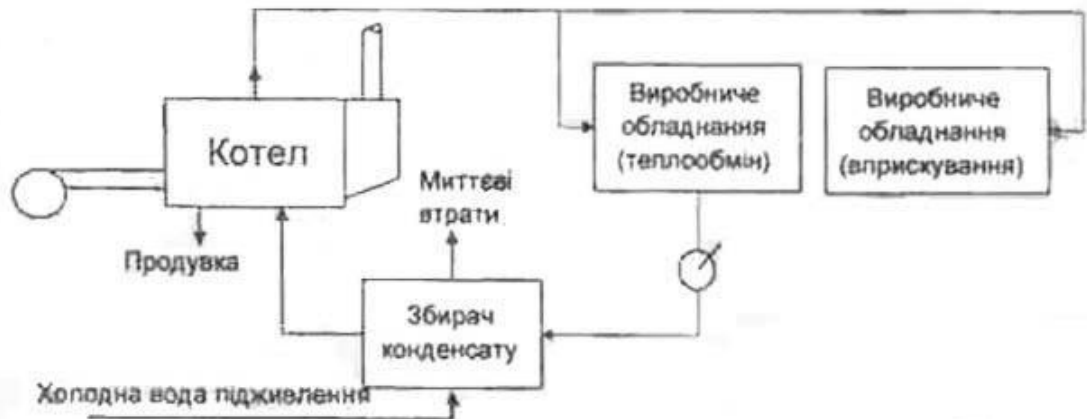 Котел
Продувка
Миттєві
втрати
Збирач
конденсату
Холодна вода підживлення
Виробниче
обладнання
(теплообмін)
Виробниче
обладнання
(вприскування)